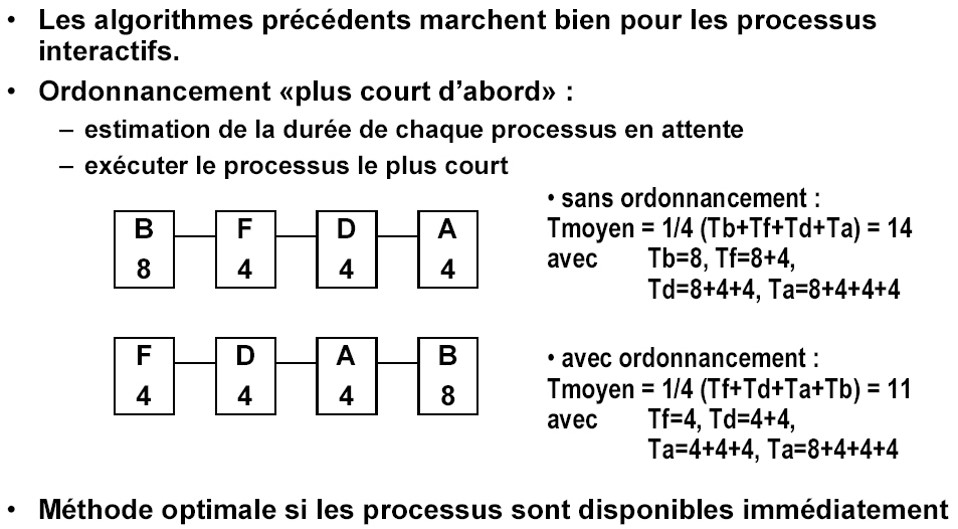 • Les algorithmes précédents marchent bien pour les processus
interactifs.
• Ordonnancement «plus court d’abord» :
– estimation de la durée de chaque processus en attente
– exécuter le processus le plus court
B F D A
8 4 4 4
• sans ordonnancement :
Tmoyen = 1/4 (Tb+Tf+Td+Ta) = 14
avec Tb=8, Tf=8+4,
Td=8+4+4, Ta=8+4+4+4
F D A B
4 4 4 8
• avec ordonnancement :
Tmoyen = 1/4 (Tf+Td+Ta+Tb) = 11
avec Tf=4, Td=4+4,
Ta=4+4+4, Ta=8+4+4+4
• Méthode optimale si les processus sont disponibles immédiatement